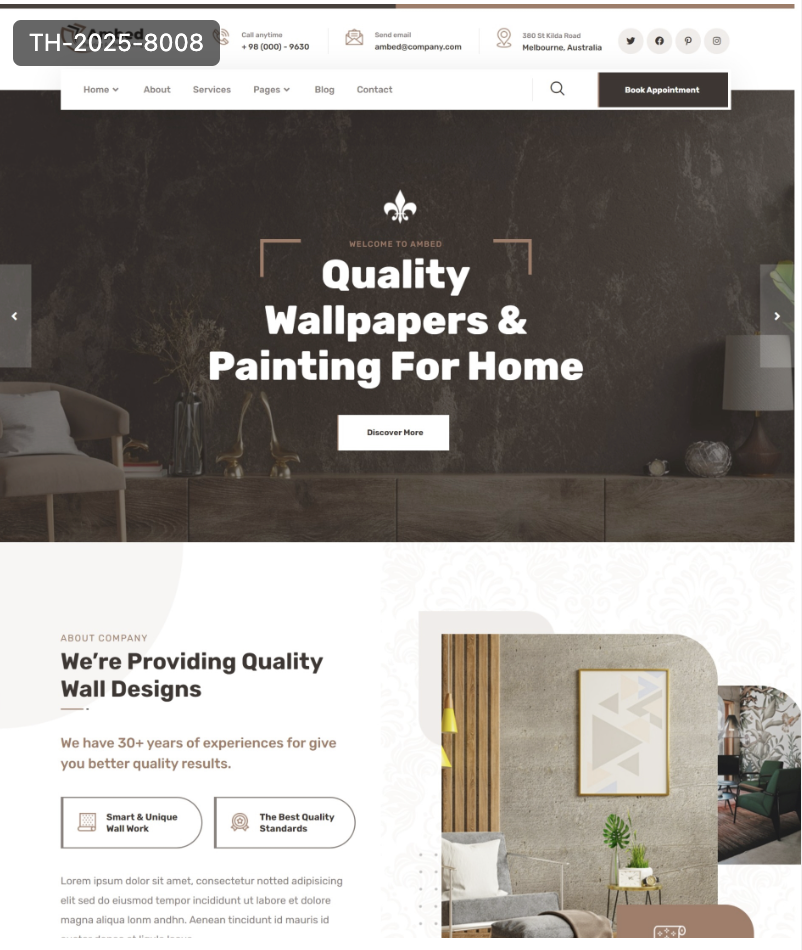 TH-2025-8008
Ambed
Call anytime
+ 98 (000) - 9630
Send email
ambed@company.com
380 St Kilda Road
Melbourne, Australia
Home
About
Services
Pages
Blog
Contact
Book Appointment
WELCOME TO AMBED
Quality
Wallpapers &
Painting For Home
Discover More
ABOUT COMPANY
We’re Providing Quality
Wall Designs
We have 30+ years of experiences for give
you better quality results.
Smart & Unique
Wall Work
The Best Quality
Standards
Lorem ipsum dolor sit amet, consectetur notted adipisicing
elit sed do eiusmod tempor incididunt ut labore et dolore
magna aliqua lonm andhn. Aenean tincidunt id mauris id